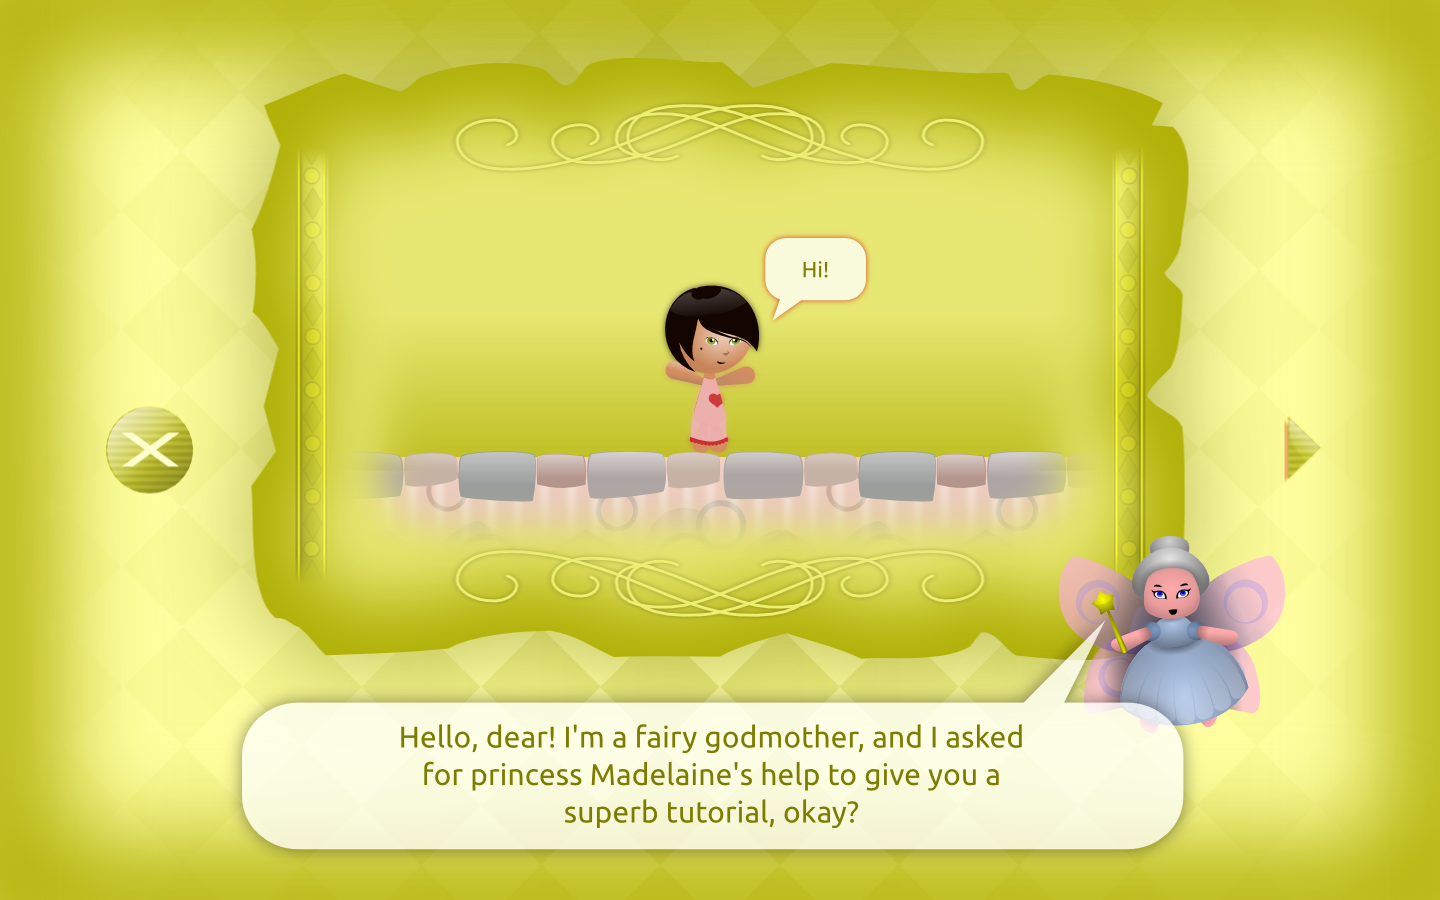 Hi!
Hello, dear! I'm a fairy godmother, and I asked
for princess Madelaine's help to give you a
superb tutorial, okay?